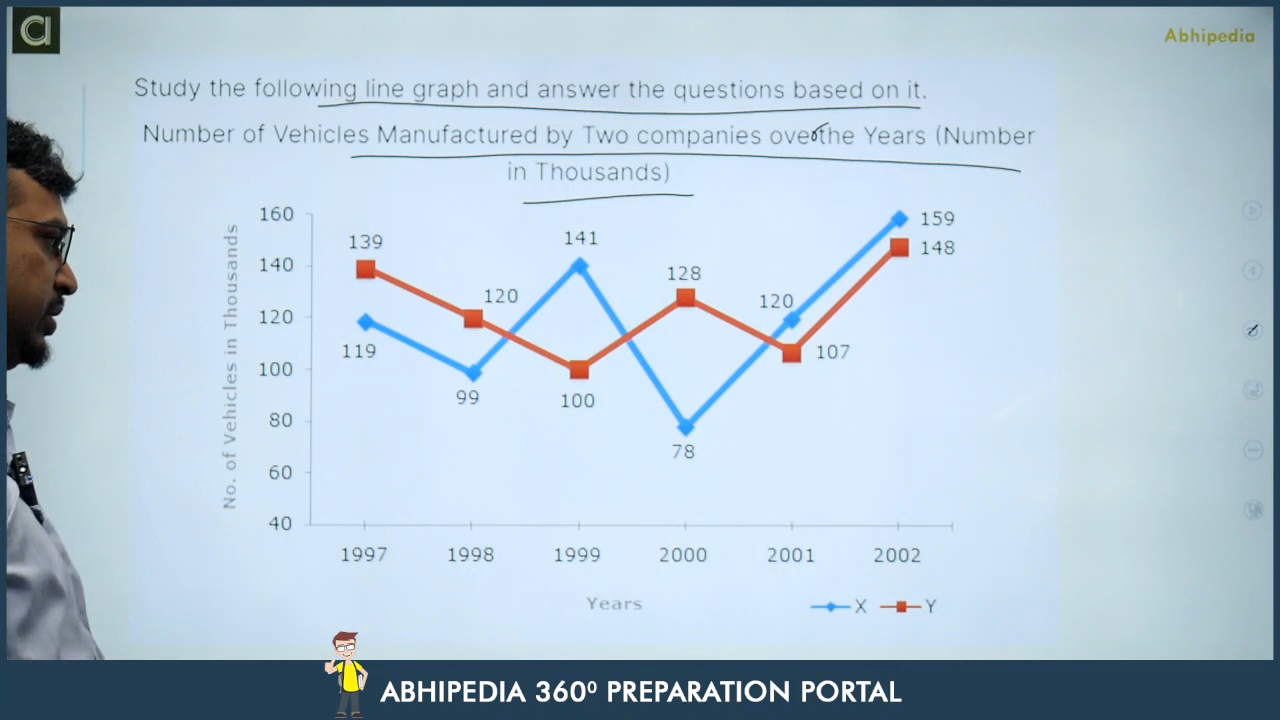 Abhipedia
Study the following line graph and answer the questions based on it.
Number of Vehicles Manufactured by Two companies over the Years (Number
in Thousands)
No. of Vehicles in Thousands
160
140
120
100
80
60
40
139
119
120
99
141
100
128
78
120
107
159
148
1997 1998 1999 2000 2001 2002
Years
X Y
ABHIPEDIA 360⁰ PREPARATION PORTAL